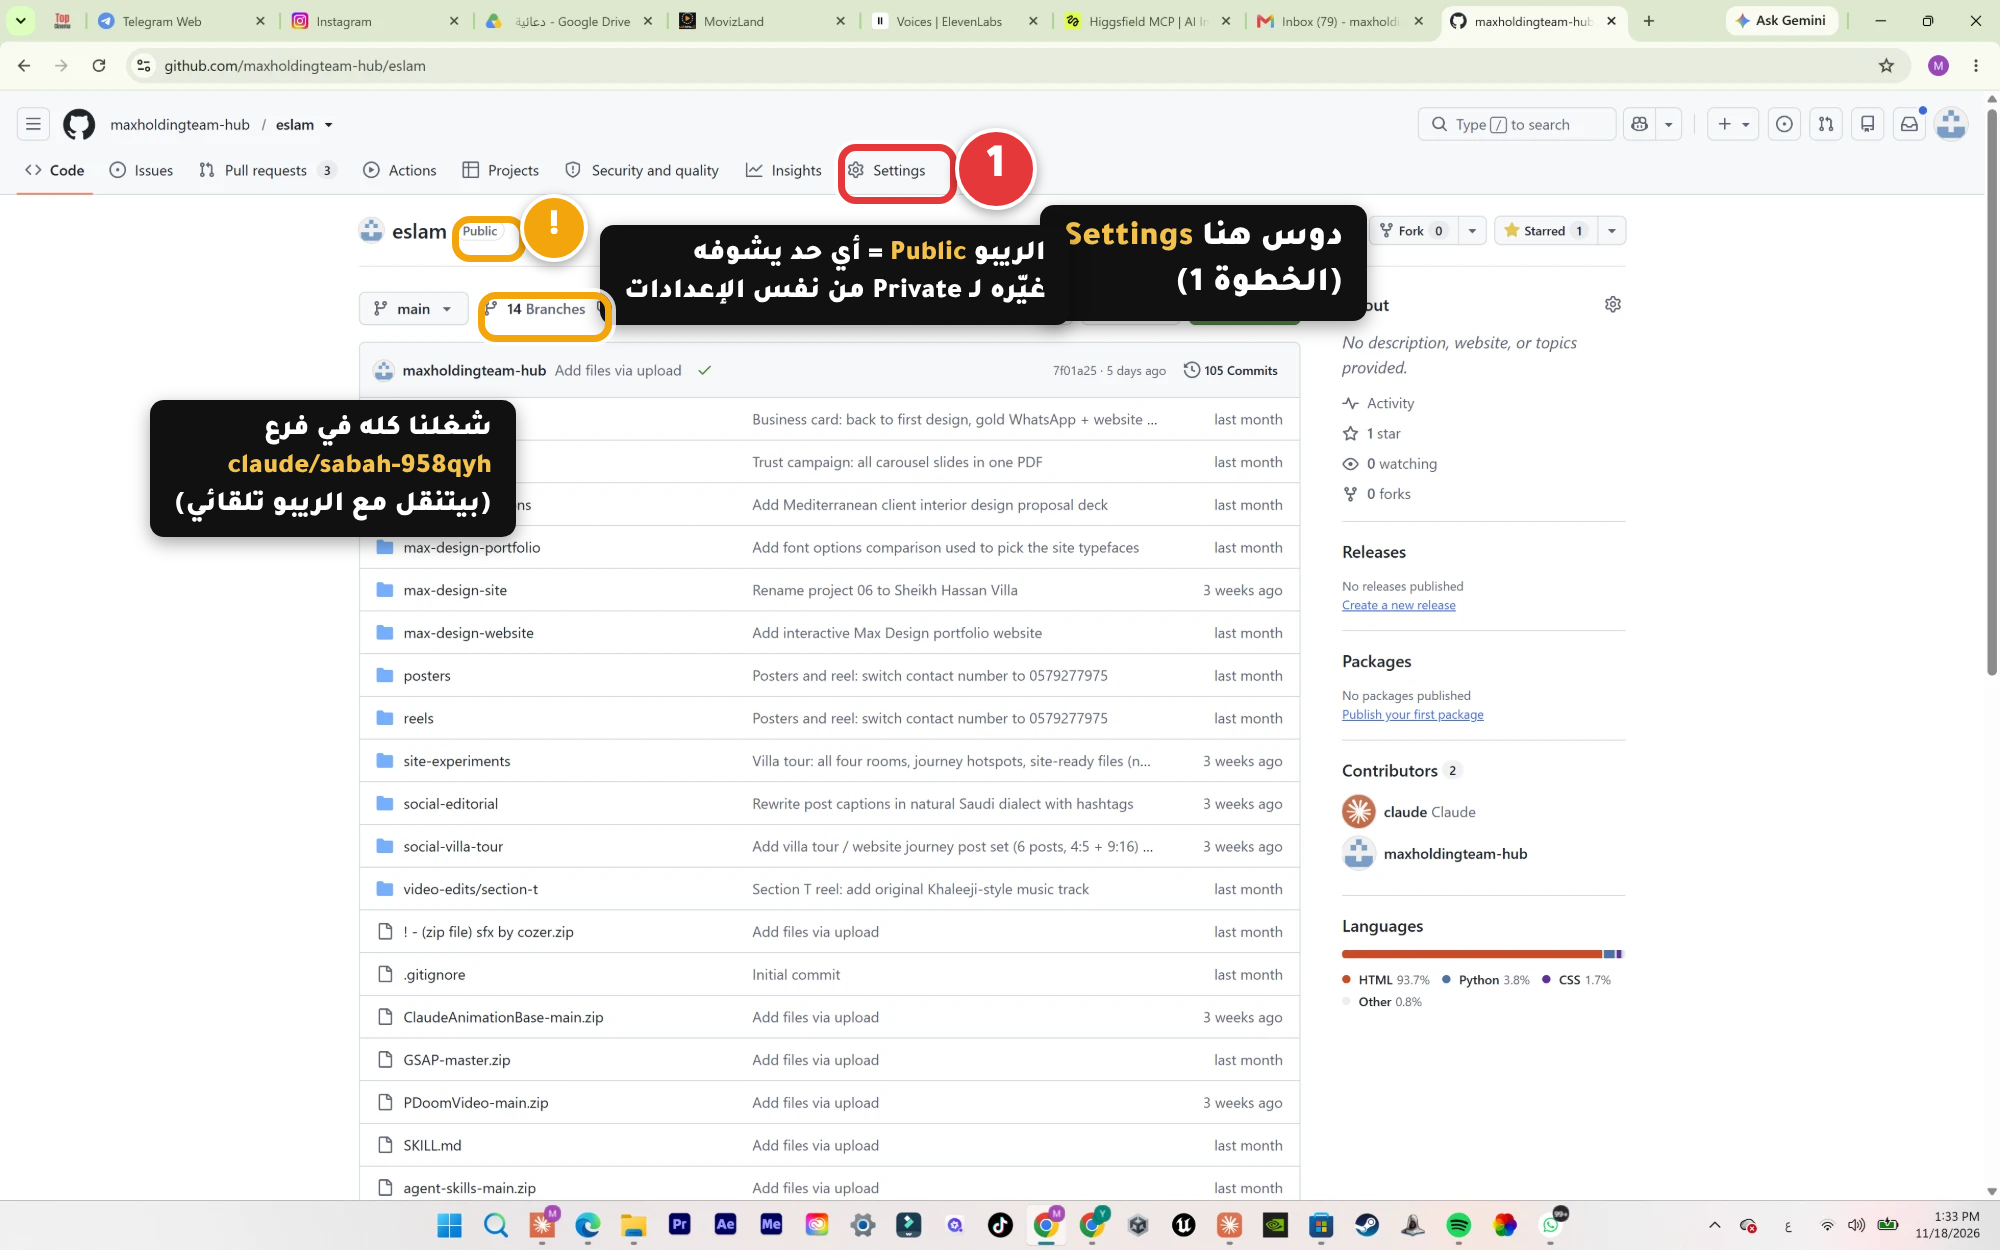 Top
Cinema
Telegram Web
Instagram
دعائية - Google Drive
MovizLand
Voices | ElevenLabs
Higgsfield MCP | AI In
Inbox (79) - maxholdi
maxholdingteam-hub
Ask Gemini
github.com/maxholdingteam-hub/eslam
M
maxholdingteam-hub / eslam
Type / to search
Code
Issues
Pull requests 3
Actions
Projects
Security and quality
Insights
Settings
1
eslam
Public
!
الريبو Public = أي حد يشوفه
غيّره لـ Private من نفس الإعدادات
دوس هنا Settings
(الخطوة 1)
Fork 0
Starred 1
main
14 Branches
out
No description, website, or topics
provided.
Activity
1 star
0 watching
0 forks
maxholdingteam-hub Add files via upload
7f01a25 · 5 days ago
105 Commits
شغلنا كله في فرع
claude/sabah-958qyh
(بيتنقل مع الريبو تلقائي)
Business card: back to first design, gold WhatsApp + website ... last month
Trust campaign: all carousel slides in one PDF last month
ns Add Mediterranean client interior design proposal deck last month
max-design-portfolio Add font options comparison used to pick the site typefaces last month
max-design-site Rename project 06 to Sheikh Hassan Villa 3 weeks ago
max-design-website Add interactive Max Design portfolio website last month
posters Posters and reel: switch contact number to 0579277975 last month
reels Posters and reel: switch contact number to 0579277975 last month
site-experiments Villa tour: all four rooms, journey hotspots, site-ready files (n... 3 weeks ago
social-editorial Rewrite post captions in natural Saudi dialect with hashtags 3 weeks ago
social-villa-tour Add villa tour / website journey post set (6 posts, 4:5 + 9:16) ... 3 weeks ago
video-edits/section-t Section T reel: add original Khaleeji-style music track last month
! - (zip file) sfx by cozer.zip Add files via upload last month
.gitignore Initial commit last month
ClaudeAnimationBase-main.zip Add files via upload 3 weeks ago
GSAP-master.zip Add files via upload last month
PDoomVideo-main.zip Add files via upload 3 weeks ago
SKILL.md Add files via upload last month
agent-skills-main.zip Add files via upload last month
Releases
No releases published
Create a new release
Packages
No packages published
Publish your first package
Contributors 2
claude Claude
maxholdingteam-hub
Languages
HTML 93.7% Python 3.8% CSS 1.7%
Other 0.8%
M
Pr
Ae
Me
M
Y
99+
ع
1:33 PM
11/18/2026